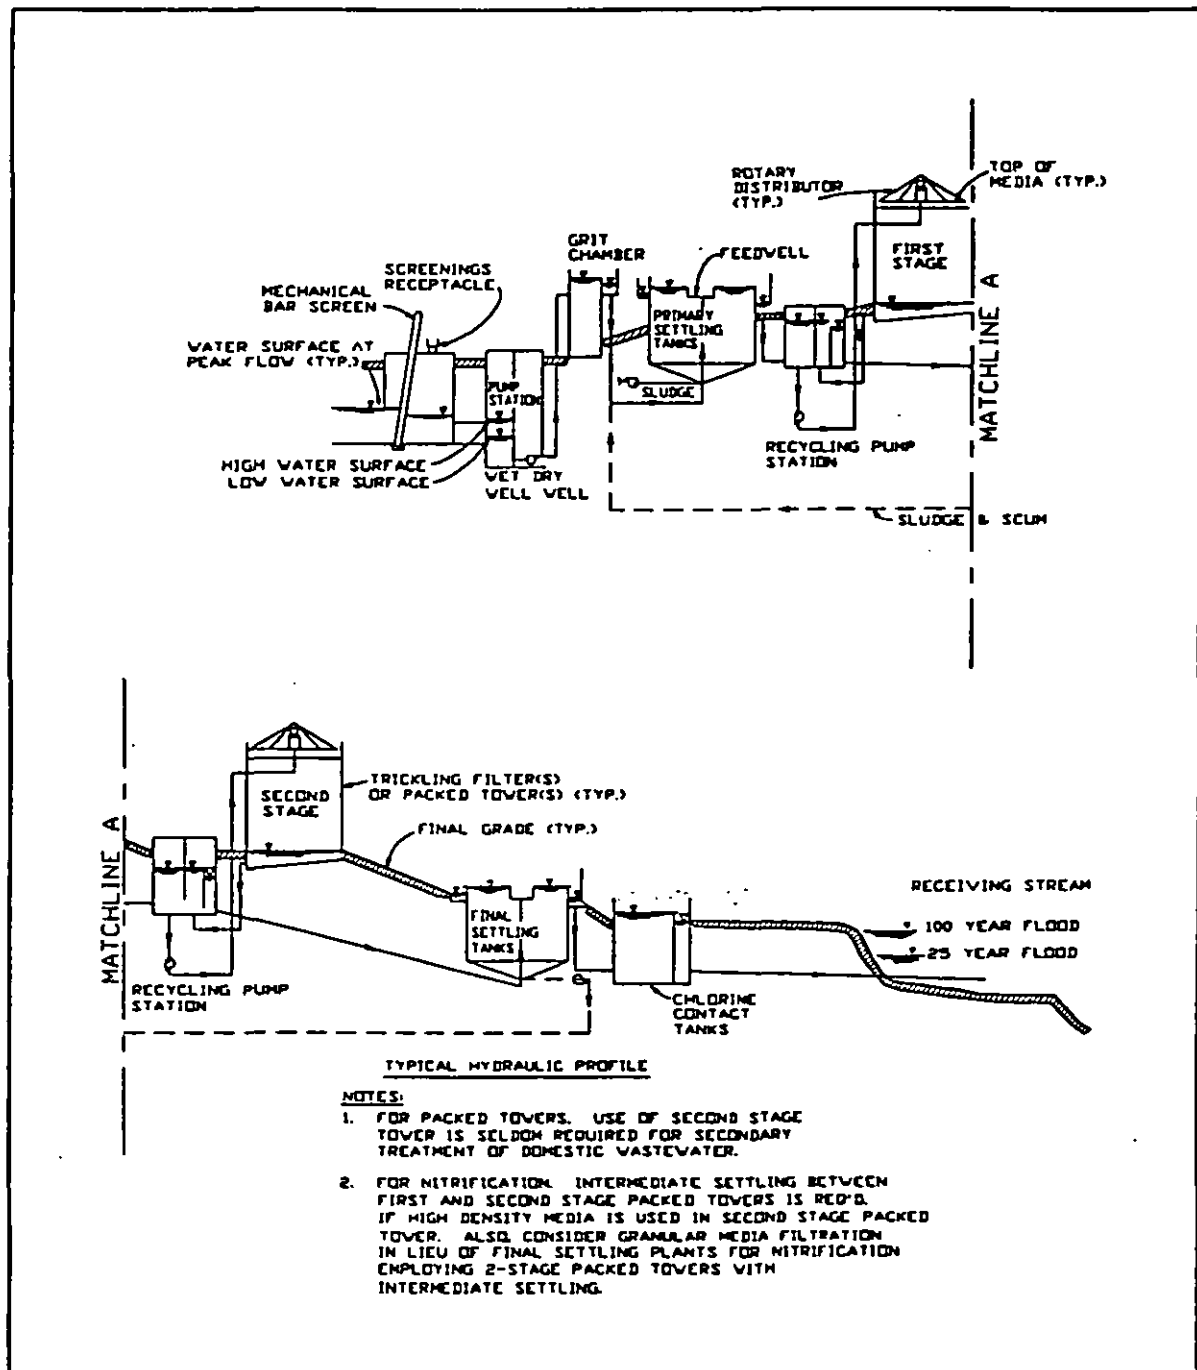 ROTARY
DISTRIBUTOR
(TYP.)
TOP OF
MEDIA (TYP.)
GRIT
CHAMBER
FEEDWELL
FIRST
STAGE
SCREENINGS
RECEPTACLE
MECHANICAL
BAR SCREEN
PRIMARY
SETTLING
TANKS
WATER SURFACE AT
PEAK FLOW (TYP.)
PUMP
STATION
SLUDGE
MATCHLINE A
RECYCLING PUMP
STATION
HIGH WATER SURFACE
LOW WATER SURFACE
WET DRY
WELL WELL
SLUDGE & SCUM
MATCHLINE A
SECOND
STAGE
TRICKLING FILTER(S)
OR PACKED TOWER(S) (TYP.)
FINAL GRADE (TYP.)
FINAL
SETTLING
TANKS
RECEIVING STREAM
100 YEAR FLOOD
25 YEAR FLOOD
RECYCLING PUMP
STATION
CHLORINE
CONTACT
TANKS
TYPICAL HYDRAULIC PROFILE
NOTES:
1. FOR PACKED TOWERS. USE OF SECOND STAGE
TOWER IS SELDOM REQUIRED FOR SECONDARY
TREATMENT OF DOMESTIC WASTEWATER.
2. FOR NITRIFICATION. INTERMEDIATE SETTLING BETWEEN
FIRST AND SECOND STAGE PACKED TOWERS IS REQ'D.
IF HIGH DENSITY MEDIA IS USED IN SECOND STAGE PACKED
TOWER. ALSO, CONSIDER GRANULAR MEDIA FILTRATION
IN LIEU OF FINAL SETTLING PLANTS FOR NITRIFICATION
EMPLOYING 2-STAGE PACKED TOWERS WITH
INTERMEDIATE SETTLING.